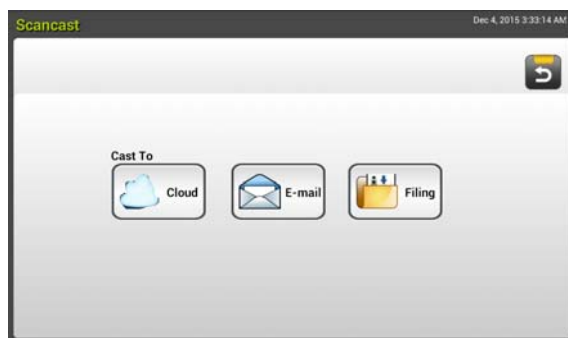 Scancast
Dec 4, 2015 3:33:14 AM
Cast To
Cloud
E-mail
Filing